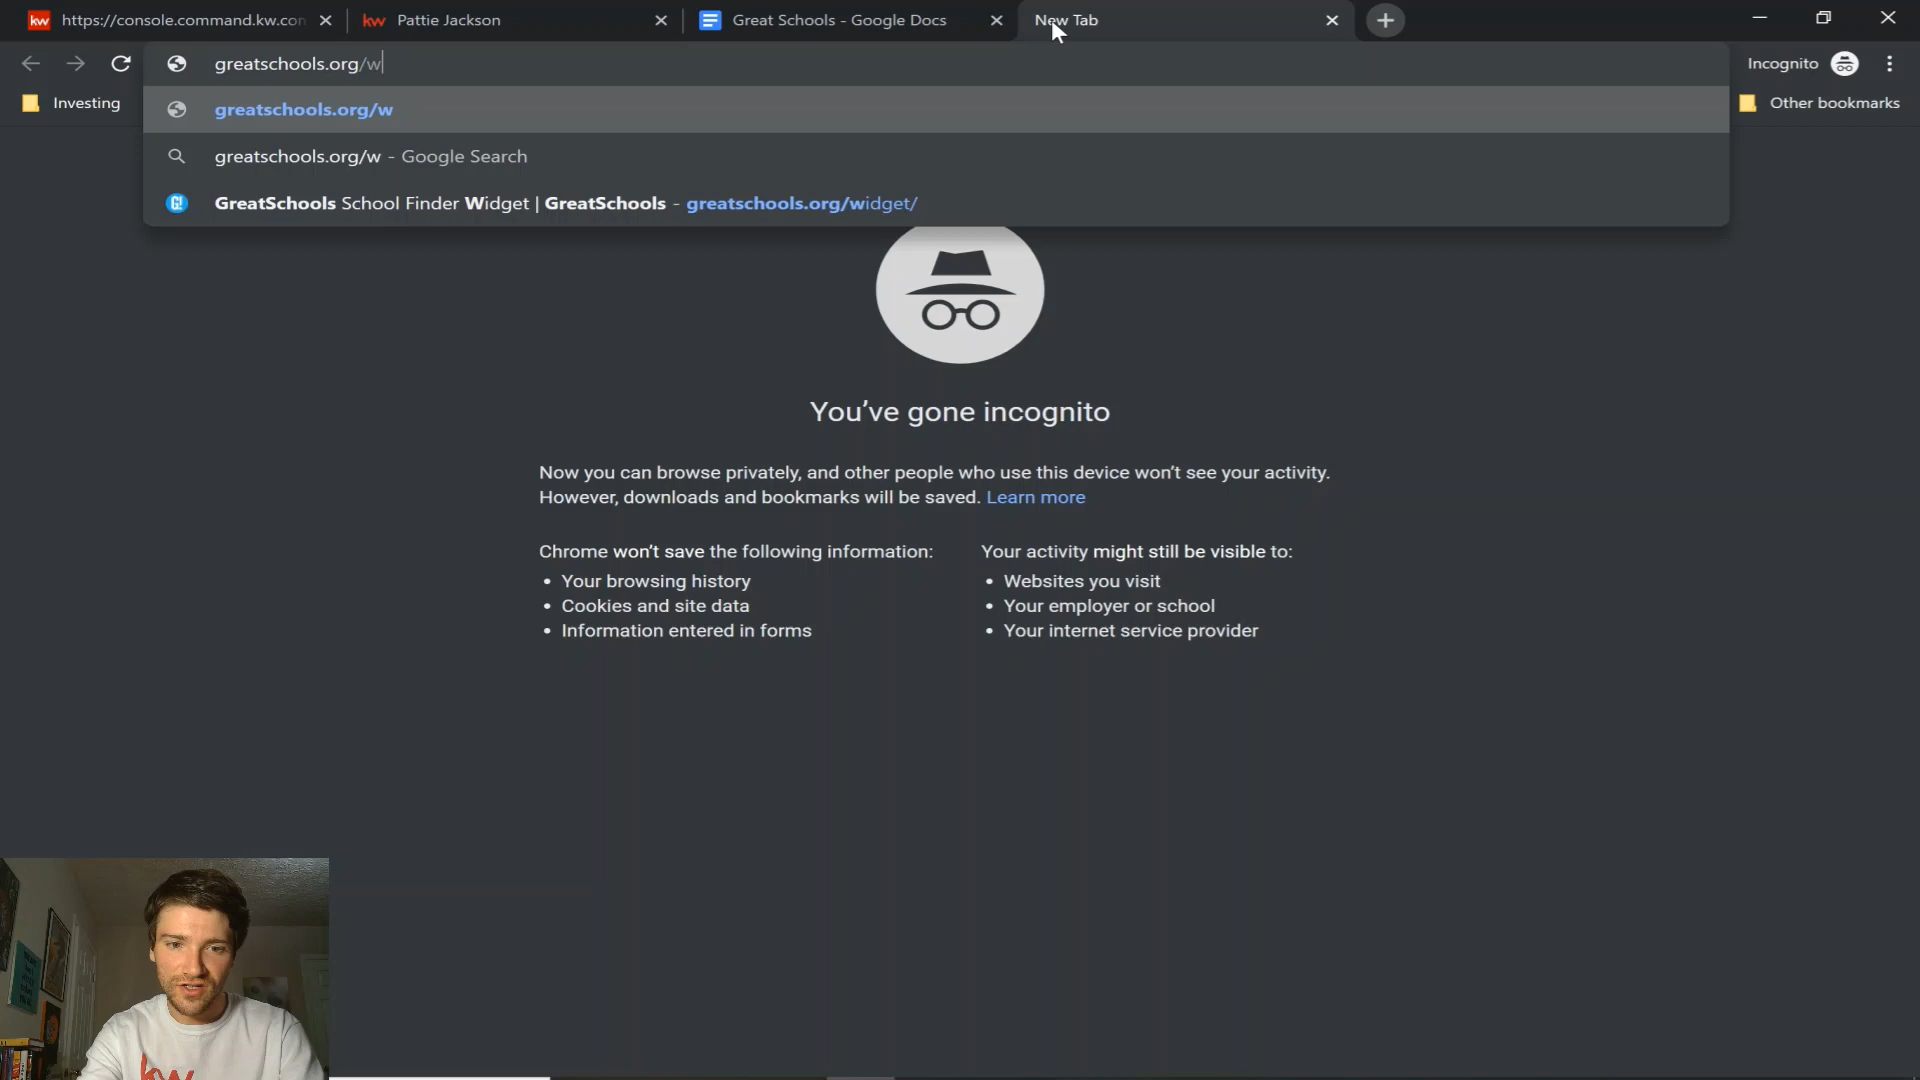 kw https://console.command.kw.con
kw Pattie Jackson
Great Schools - Google Docs
New Tab
greatschools.org/w
Incognito
Investing
greatschools.org/w
Other bookmarks
greatschools.org/w - Google Search
G! GreatSchools School Finder Widget | GreatSchools - greatschools.org/widget/
You've gone incognito
Now you can browse privately, and other people who use this device won't see your activity.
However, downloads and bookmarks will be saved. Learn more
Chrome won't save the following information:
• Your browsing history
• Cookies and site data
• Information entered in forms
Your activity might still be visible to:
• Websites you visit
• Your employer or school
• Your internet service provider
kw